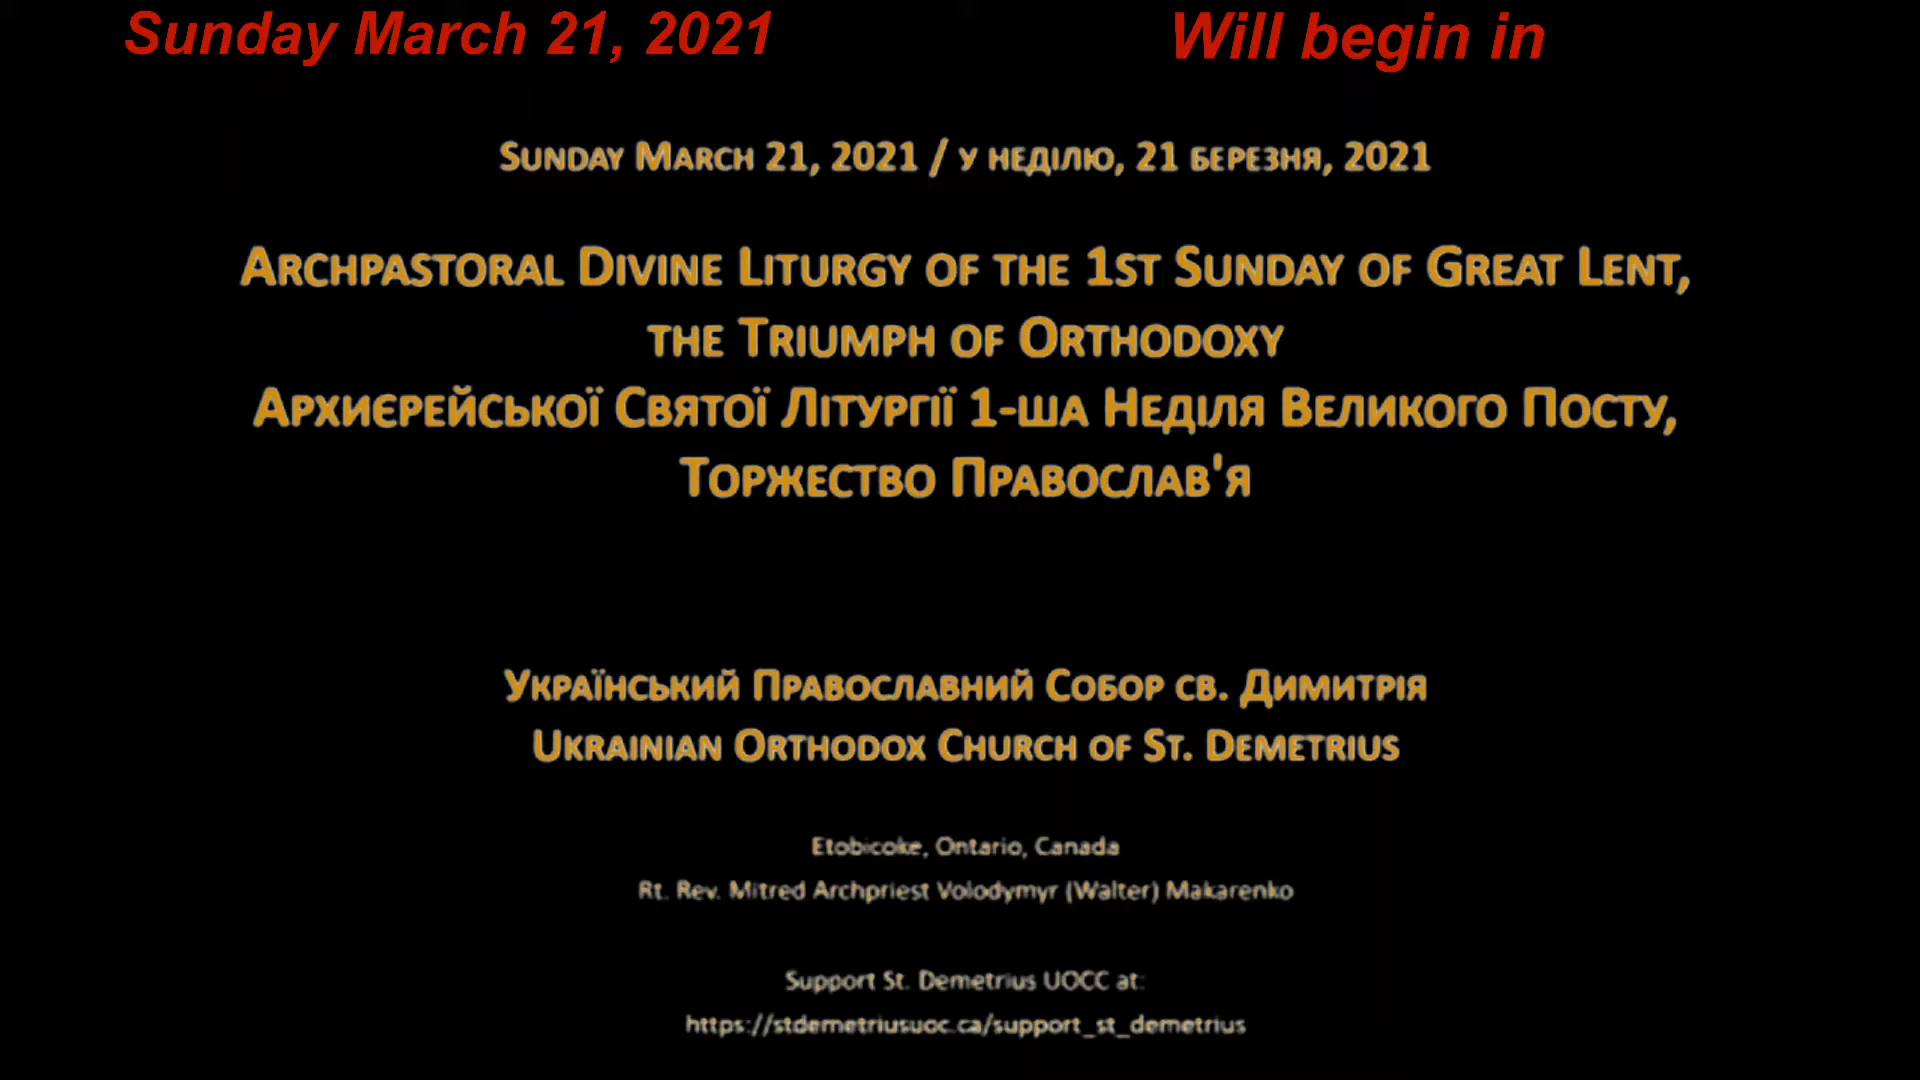 Sunday March 21, 2021
Will begin in
Sunday March 21, 2021 / у неділю, 21 березня, 2021
Archpastoral Divine Liturgy of the 1st Sunday of Great Lent,
the Triumph of Orthodoxy
Архиєрейської Святої Літургії 1-ша Неділя Великого Посту,
Торжество Православ'я
Український Православний Собор св. Димитрія
Ukrainian Orthodox Church of St. Demetrius
Etobicoke, Ontario, Canada
Rt. Rev. Mitred Archpriest Volodymyr (Walter) Makarenko
Support St. Demetrius UOCC at:
https://stdemetriusuoc.ca/support_st_demetrius